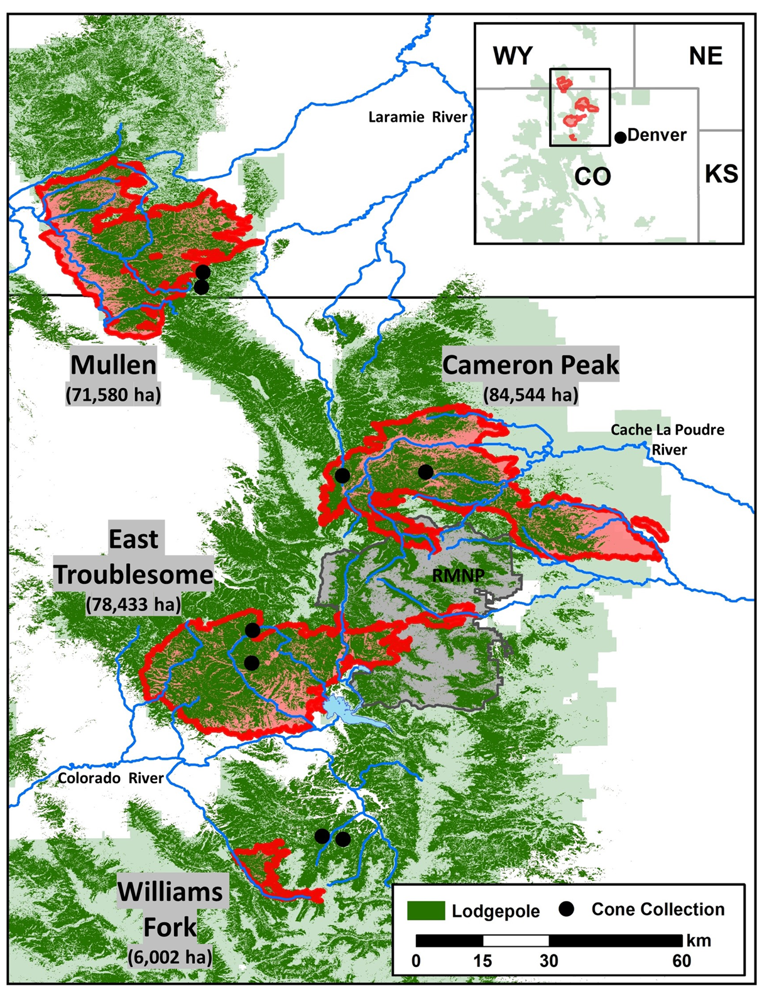 WY
NE
Laramie River
Denver
CO
KS
Mullen
(71,580 ha)
Cameron Peak
(84,544 ha)
Cache La Poudre
River
East
Troublesome
(78,433 ha)
RMNP
Colorado River
Williams
Fork
(6,002 ha)
Lodgepole
Cone Collection
km
0 15 30 60